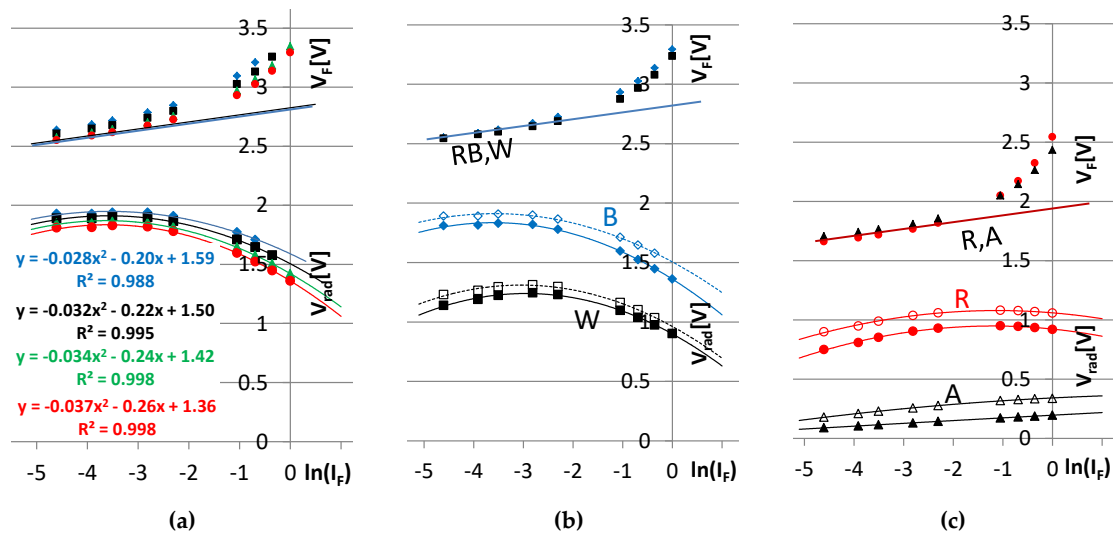 3.5
V_F[V]
3
2.5
2
y = -0.028x² - 0.20x + 1.59
R² = 0.988
1.5
y = -0.032x² - 0.22x + 1.50
R² = 0.995
V_rad[V]
1
y = -0.034x² - 0.24x + 1.42
R² = 0.998
0.5
y = -0.037x² - 0.26x + 1.36
R² = 0.998
0
-5 -4 -3 -2 -1 0 ln(I_F)
(a)
3.5
V_F[V]
3
2.5
RB,W
2
B
1.5
V_rad[V]
W
1
0.5
0
-5 -4 -3 -2 -1 0 ln(I_F)
(b)
3.5
3
2.5
V_F[V]
2
R,A
1.5
R
1
V_rad[V]
0.5
A
0
-5 -4 -3 -2 -1 0 ln(I_F)
(c)